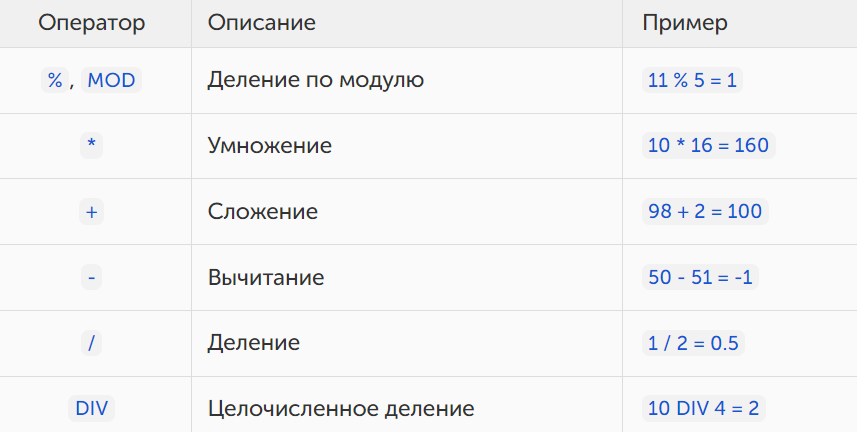 Оператор Описание Пример
%, MOD Деление по модулю 11 % 5 = 1
* Умножение 10 * 16 = 160
+ Сложение 98 + 2 = 100
- Вычитание 50 - 51 = -1
/ Деление 1 / 2 = 0.5
DIV Целочисленное деление 10 DIV 4 = 2